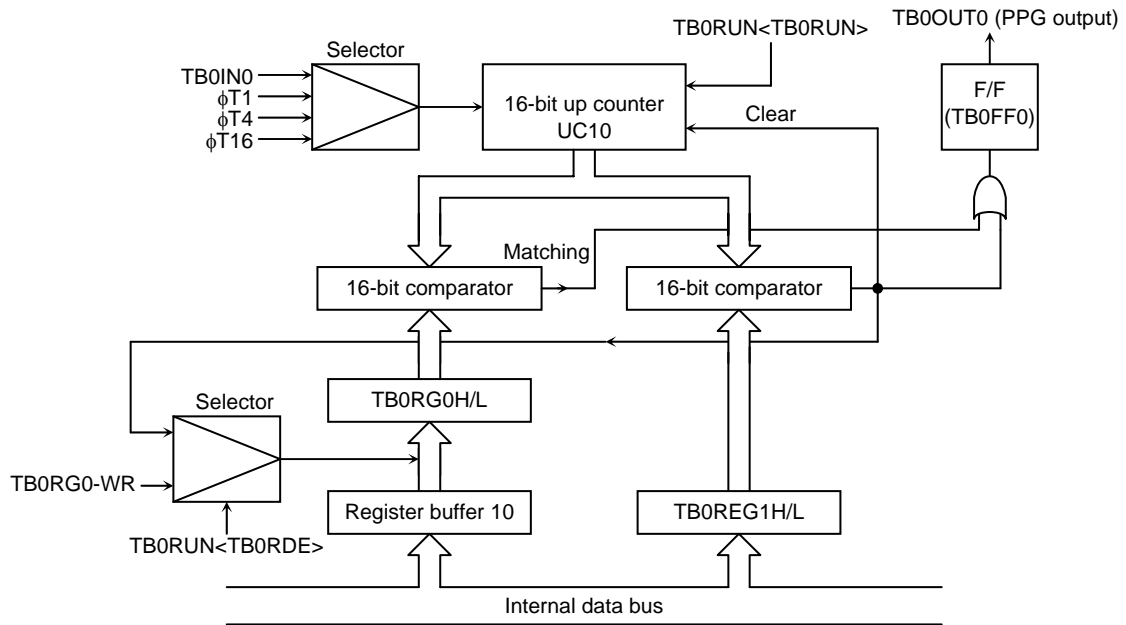 TB0OUT0 (PPG output)
TB0RUN<TB0RUN>
Selector
TB0IN0
ϕT1
ϕT4
ϕT16
16-bit up counter
UC10
Clear
F/F
(TB0FF0)
Matching
16-bit comparator
16-bit comparator
TB0RG0H/L
Selector
TB0RG0-WR
Register buffer 10
TB0REG1H/L
TB0RUN<TB0RDE>
Internal data bus